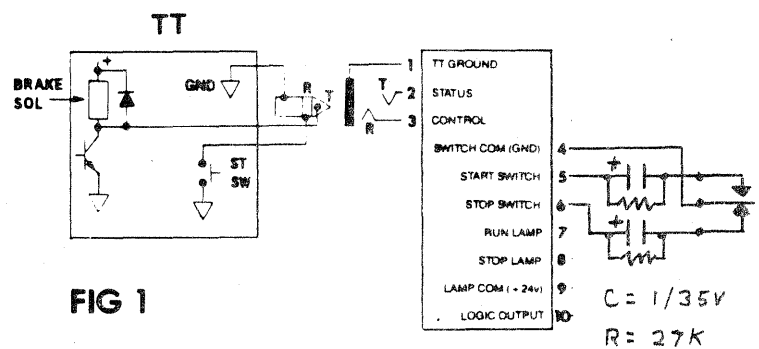 TT
BRAKE
SOL
+
GND
R
T
ST
SW
FIG 1
T
R
1 TT GROUND
2 STATUS
3 CONTROL
SWITCH COM (GND) 4
START SWITCH 5
STOP SWITCH 6
RUN LAMP 7
STOP LAMP 8
LAMP COM (+24v) 9
LOGIC OUTPUT 10
+
+
C = 1/35V
R = 27K